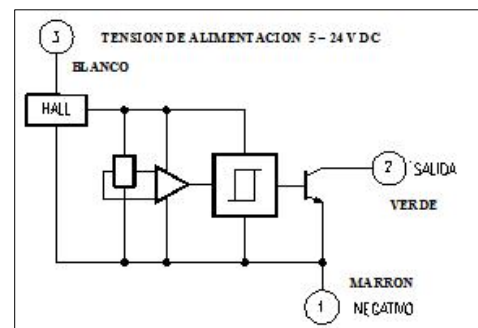 3 TENSION DE ALIMENTACION 5 – 24 V DC
BLANCO
HALL
2 SALIDA
VERDE
MARRON
1 NEGATIVO